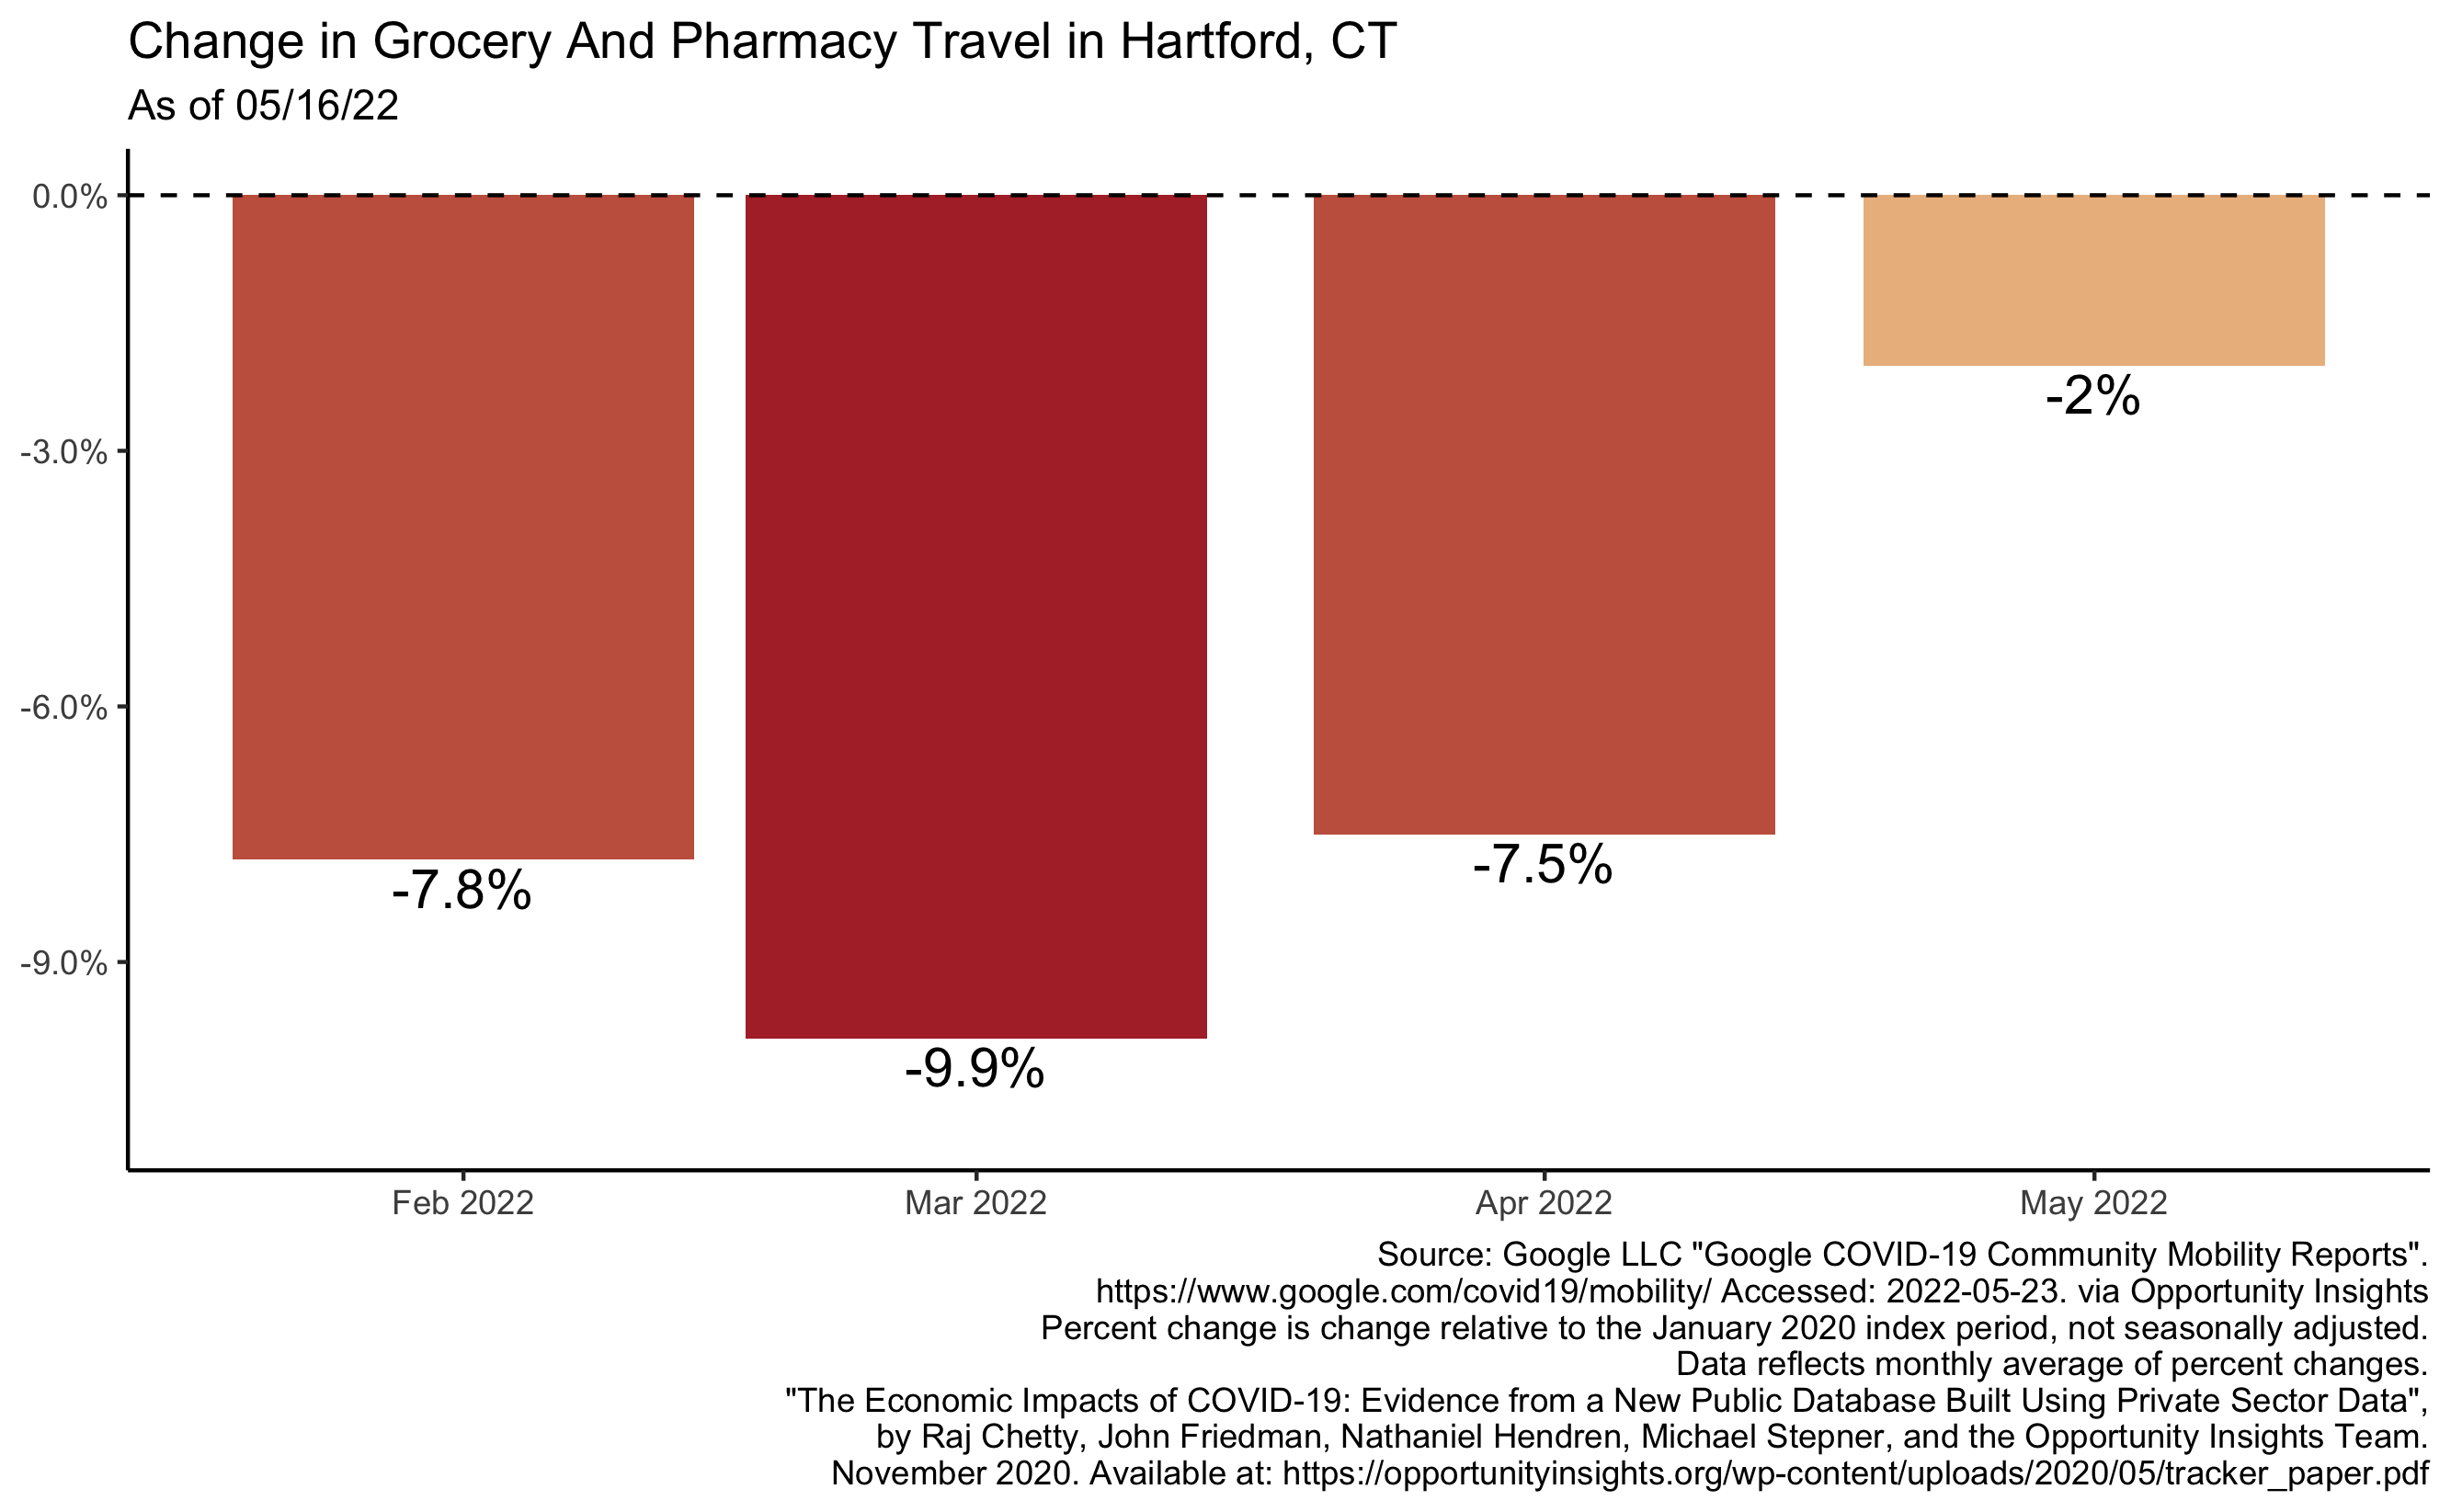 Change in Grocery And Pharmacy Travel in Hartford, CT
As of 05/16/22
0.0%
-3.0%
-6.0%
-9.0%
-7.8%
-9.9%
-7.5%
-2%
Feb 2022
Mar 2022
Apr 2022
May 2022
Source: Google LLC "Google COVID-19 Community Mobility Reports".
https://www.google.com/covid19/mobility/ Accessed: 2022-05-23. via Opportunity Insights
Percent change is change relative to the January 2020 index period, not seasonally adjusted.
Data reflects monthly average of percent changes.
"The Economic Impacts of COVID-19: Evidence from a New Public Database Built Using Private Sector Data",
by Raj Chetty, John Friedman, Nathaniel Hendren, Michael Stepner, and the Opportunity Insights Team.
November 2020. Available at: https://opportunityinsights.org/wp-content/uploads/2020/05/tracker_paper.pdf